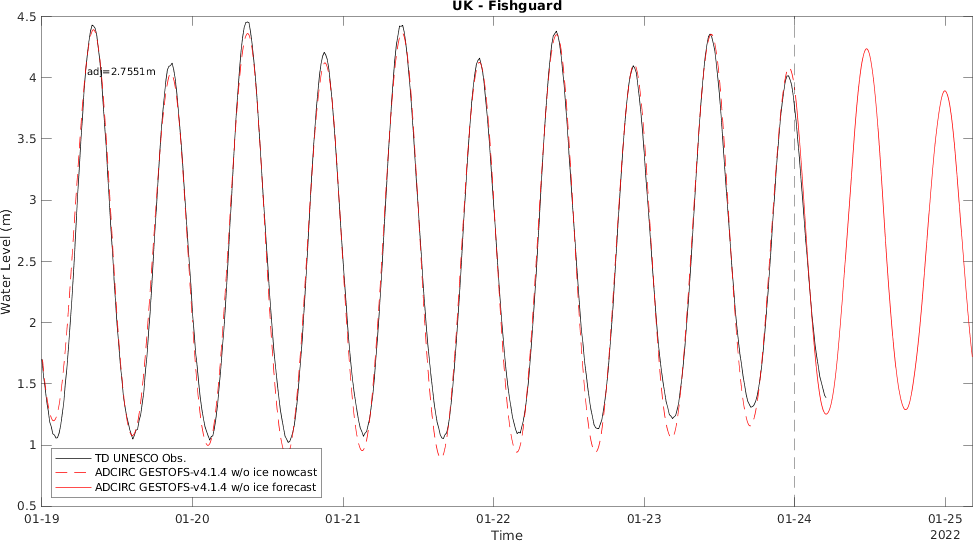 UK - Fishguard
4.5
4
3.5
3
2.5
2
1.5
1
0.5
Water Level (m)
adj=2.7551m
TD UNESCO Obs.
ADCIRC GESTOFS-v4.1.4 w/o ice nowcast
ADCIRC GESTOFS-v4.1.4 w/o ice forecast
01-19 01-20 01-21 01-22 01-23 01-24 01-25
Time
2022